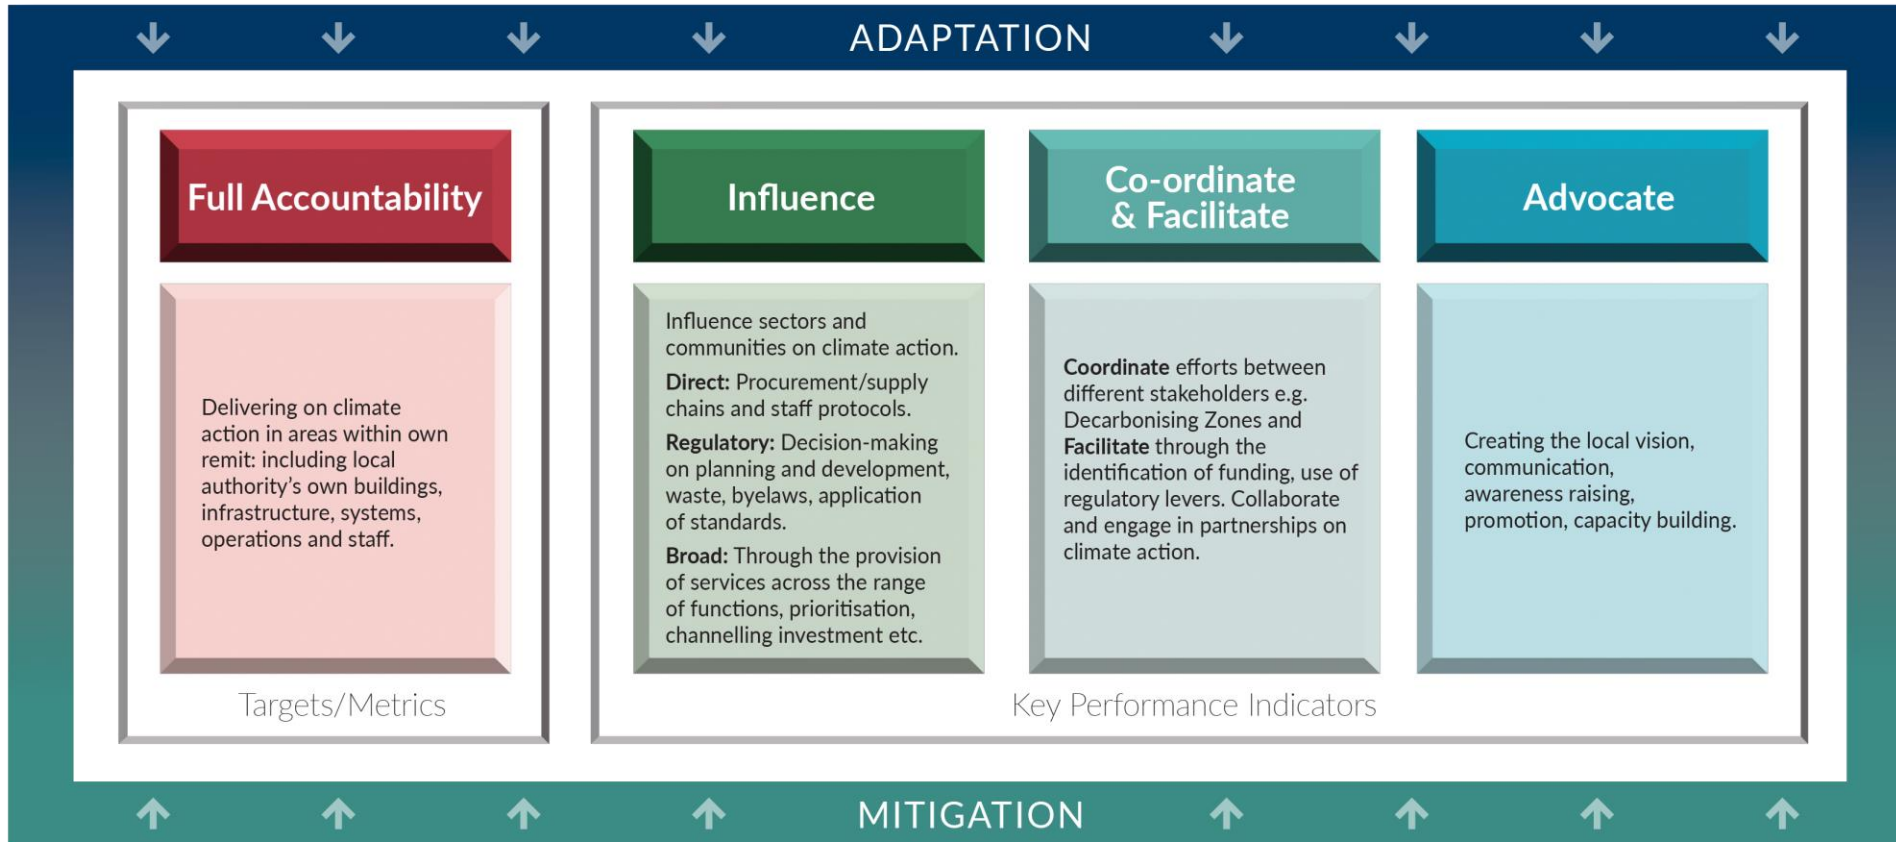 ADAPTATION
Full Accountability
Delivering on climate
action in areas within own
remit: including local
authority's own buildings,
infrastructure, systems,
operations and staff.
Targets/Metrics
Influence
Influence sectors and
communities on climate action.
Direct: Procurement/supply
chains and staff protocols.
Regulatory: Decision-making
on planning and development,
waste, byelaws, application
of standards.
Broad: Through the provision
of services across the range
of functions, prioritisation,
channelling investment etc.
Co-ordinate
& Facilitate
Coordinate efforts between
different stakeholders e.g.
Decarbonising Zones and
Facilitate through the
identification of funding, use of
regulatory levers. Collaborate
and engage in partnerships on
climate action.
Advocate
Creating the local vision,
communication,
awareness raising,
promotion, capacity building.
Key Performance Indicators
MITIGATION